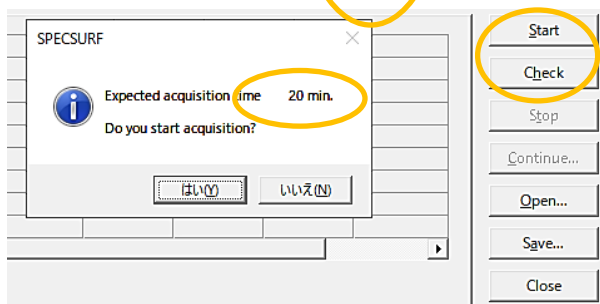 SPECSURF
Expected acquisition time 20 min.
Do you start acquisition?
はい(Y)
いいえ(N)
Start
Check
Stop
Continue...
Open...
Save...
Close